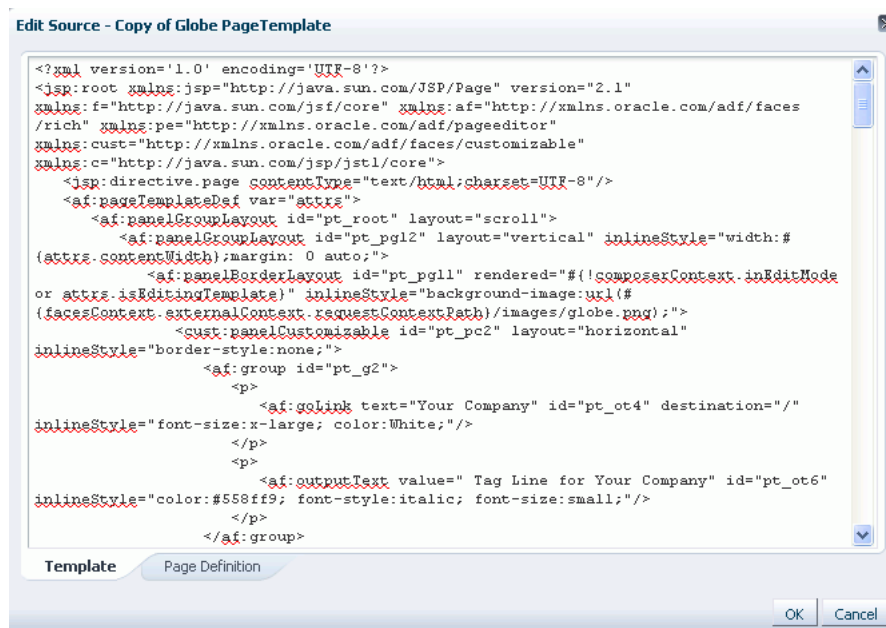 Edit Source - Copy of Globe PageTemplate
<?xml version='1.0' encoding='UTF-8'?>
<jsp:root xmlns:jsp="http://java.sun.com/JSP/Page" version="2.1"
xmlns:f="http://java.sun.com/jsf/core" xmlns:af="http://xmlns.oracle.com/adf/faces
/rich" xmlns:pe="http://xmlns.oracle.com/adf/pageeditor"
xmlns:cust="http://xmlns.oracle.com/adf/faces/customizable"
xmlns:c="http://java.sun.com/jsp/jstl/core">
<jsp:directive.page contentType="text/html;charset=UTF-8"/>
<af:pageTemplateDef var="attrs">
<af:panelGroupLayout id="pt_root" layout="scroll">
<af:panelGroupLayout id="pt_pgl2" layout="vertical" inlineStyle="width:#
{attrs.contentWidth};margin: 0 auto;">
<af:panelBorderLayout id="pt_pgl1" rendered="#{!composerContext.inEditMode
or attrs.isEditingTemplate}" inlineStyle="background-image:url(#
{facesContext.externalContext.requestContextPath}/images/globe.png);">
<cust:panelCustomizable id="pt_pc2" layout="horizontal"
inlineStyle="border-style:none;">
<af:group id="pt_g2">
<p>
<af:goLink text="Your Company" id="pt_ot4" destination="/"
inlineStyle="font-size:x-large; color:White;"/>
</p>
<p>
<af:outputText value=" Tag Line for Your Company" id="pt_ot6"
inlineStyle="color:#558ff9; font-style:italic; font-size:small;"/>
</p>
</af:group>
Template Page Definition
OK Cancel